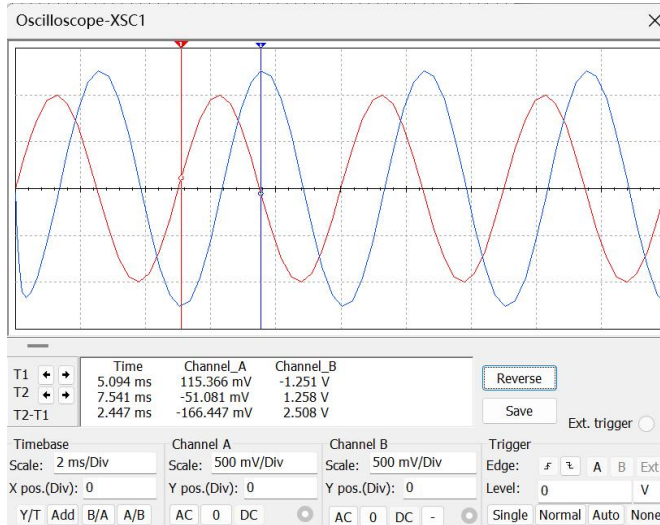 Oscilloscope-XSC1
Time Channel_A Channel_B
T1 5.094 ms 115.366 mV -1.251 V
T2 7.541 ms -51.081 mV 1.258 V
T2-T1 2.447 ms -166.447 mV 2.508 V
Reverse
Save
Ext. trigger
Timebase Channel A Channel B Trigger
Scale: 2 ms/Div Scale: 500 mV/Div Scale: 500 mV/Div Edge: A B Ext
X pos.(Div): 0 Y pos.(Div): 0 Y pos.(Div): 0 Level: 0 V
Y/T Add B/A A/B AC 0 DC AC 0 DC - Single Normal Auto None